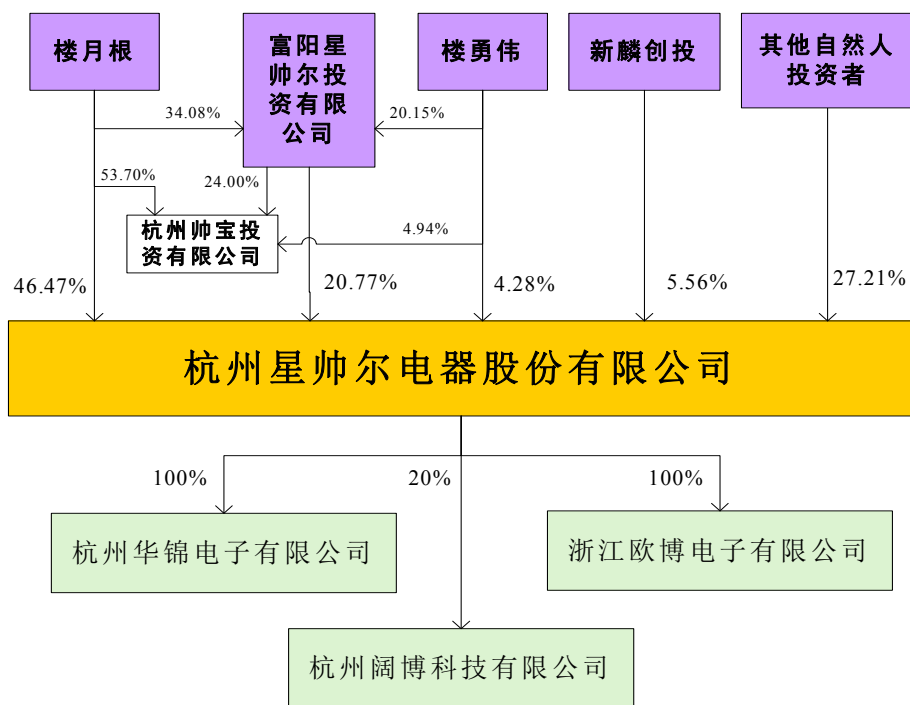 楼月根
富阳星
帅尔投
资有限
公司
楼勇伟
新麟创投
其他自然人
投资者
34.08%
20.15%
53.70%
24.00%
杭州帅宝投
资有限公司
4.94%
46.47%
20.77%
4.28%
5.56%
27.21%
杭州星帅尔电器股份有限公司
100%
20%
100%
杭州华锦电子有限公司
浙江欧博电子有限公司
杭州阔博科技有限公司